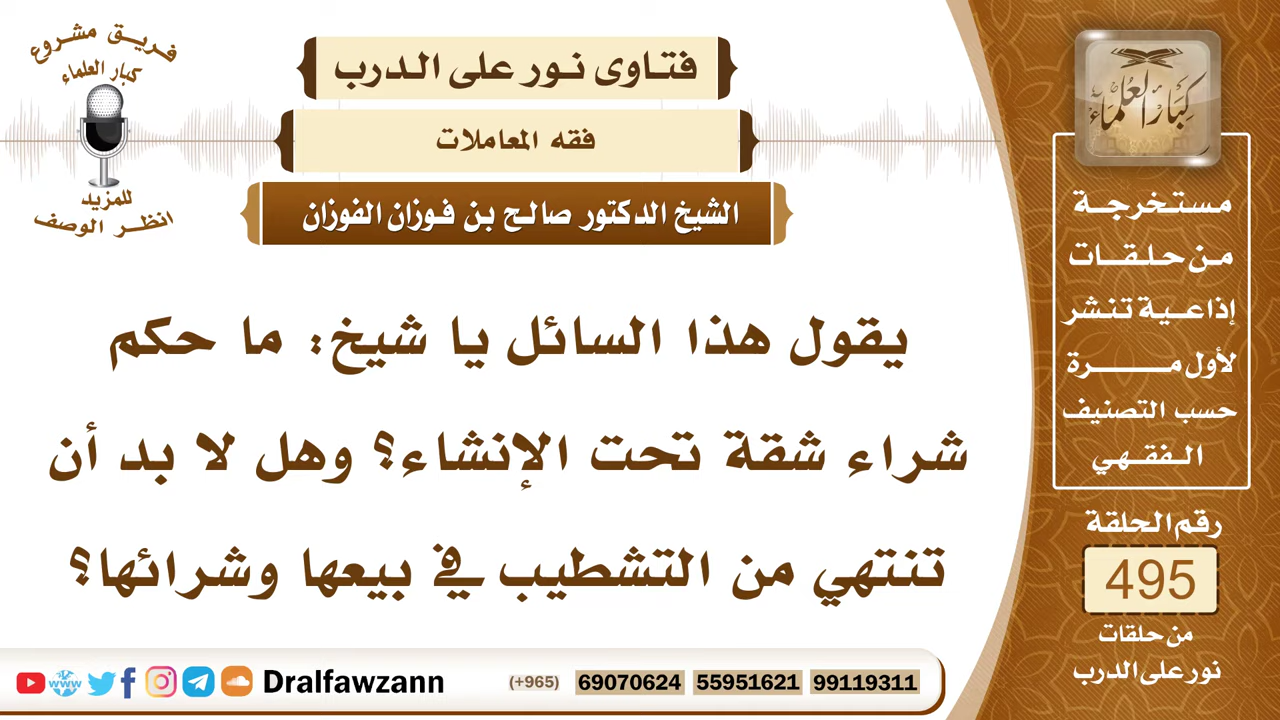 فريق مشروع
كبار العلماء
للمزيد
انظر الوصف
فتاوى نور على الدرب
فقه المعاملات
الشيخ الدكتور صالح بن فوزان الفوزان
يقول هذا السائل يا شيخ: ما حكم
شراء شقة تحت الإنشاء؟ وهل لا بد أن
تنتهي من التشطيب في بيعها وشرائها؟
كبار العلماء
مستخرجة
من حلقات
إذاعية تنشر
لأول مرة
حسب التصنيف
الفقهي
رقم الحلقة
495
من حلقات
نور على الدرب
www
Dralfawzann
(+965) 69070624 55951621 99119311